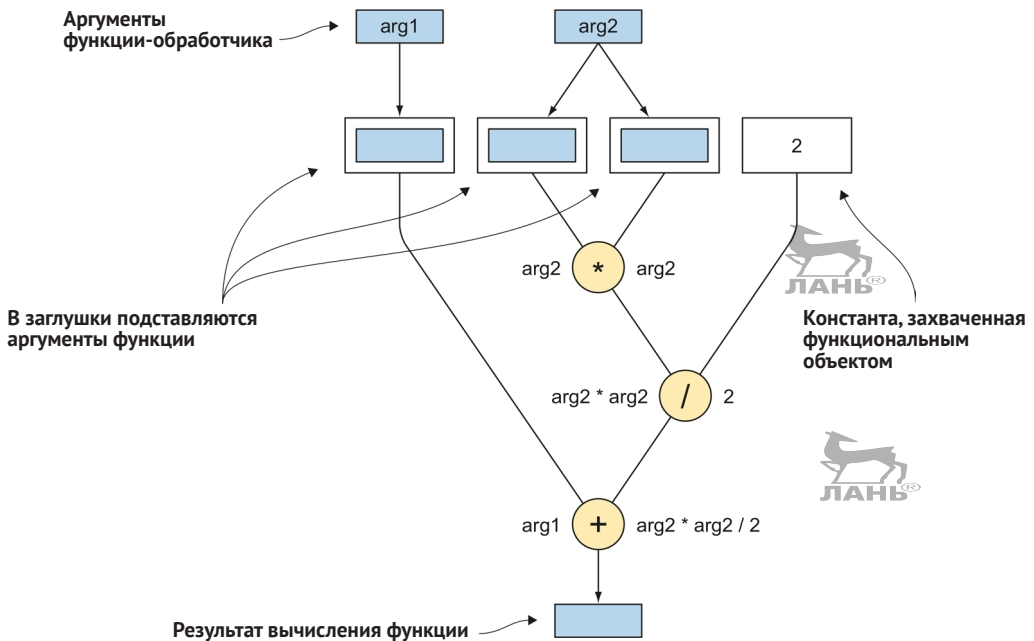 Аргументы
функции-обработчика
arg1
arg2
2
arg2
*
arg2
ЛАНЬ®
В заглушки подставляются
аргументы функции
Константа, захваченная
функциональным
объектом
arg2 * arg2
/
2
ЛАНЬ®
arg1
+
arg2 * arg2 / 2
Результат вычисления функции